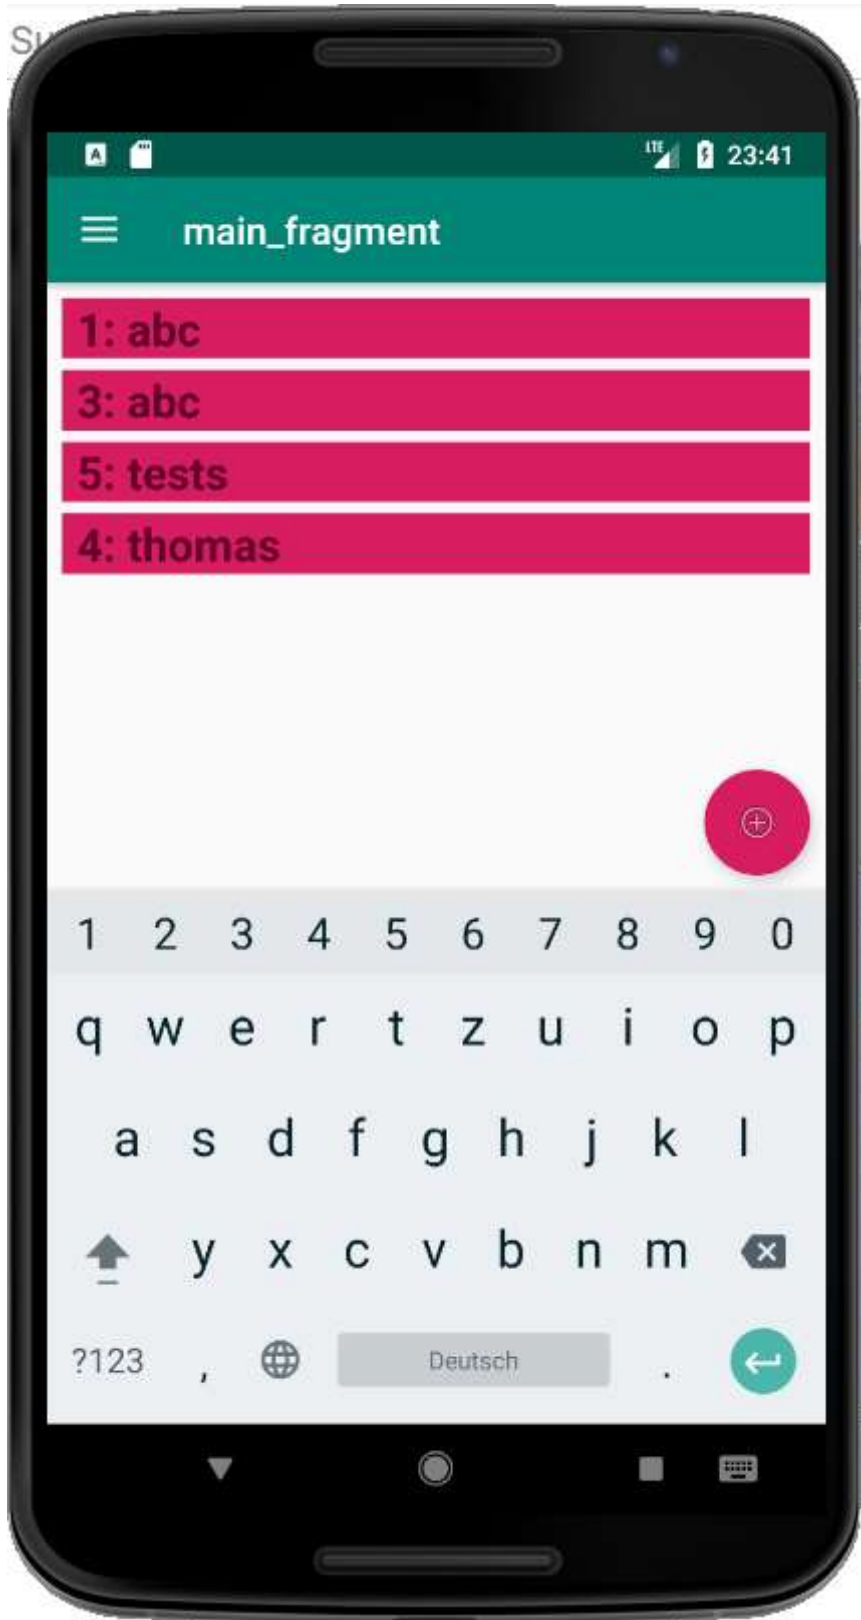 23:41
main_fragment
1: abc
3: abc
5: tests
4: thomas
1 2 3 4 5 6 7 8 9 0
q w e r t z u i o p
a s d f g h j k l
y x c v b n m
?123 , Deutsch .